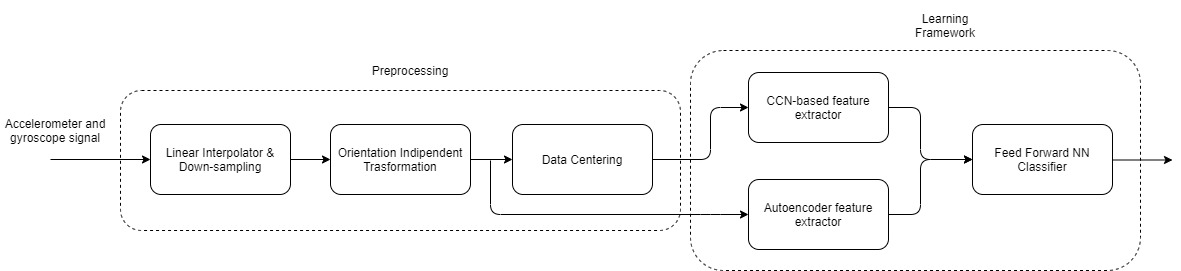 Learning
Framework
Preprocessing
Accelerometer and
gyroscope signal
Linear Interpolator &
Down-sampling
Orientation Indipendent
Trasformation
Data Centering
CCN-based feature
extractor
Autoencoder feature
extractor
Feed Forward NN
Classifier